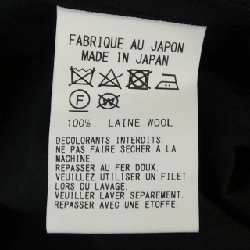 FABRIQUE AU JAPON
MADE IN JAPAN
100% LAINE WOOL
DECOLORANTS INTERDITS.
NE PAS FAIRE SECHER A LA
MACHINE.
REPASSER AU FER DOUX.
VEUILLEZ UTILISER UN FILET
LORS DU LAVAGE.
VEUILLER LAVER SEPAREMENT.
REPASSER AVEC UNE ETOFFE.